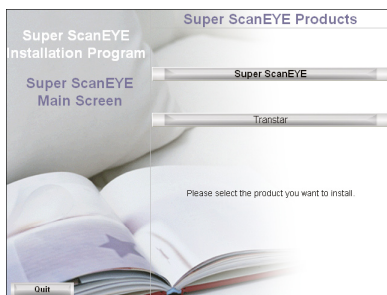 Super ScanEYE
Installation Program
Super ScanEYE
Main Screen
Super ScanEYE Products
Super ScanEYE
Transtar
Please select the product you want to install.
Quit